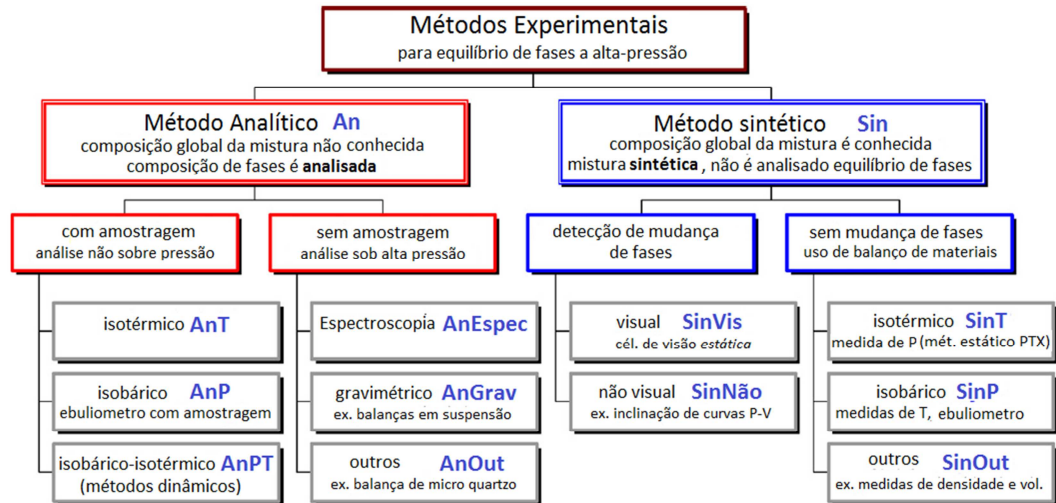 Métodos Experimentais
para equilíbrio de fases a alta-pressão
Método Analítico An
composição global da mistura não conhecida
composição de fases é analisada
Método sintético Sin
composição global da mistura é conhecida
mistura sintética , não é analisado equilíbrio de fases
com amostragem
análise não sobre pressão
sem amostragem
análise sob alta pressão
detecção de mudança
de fases
sem mudança de fases
uso de balanço de materiais
isotérmico AnT
isobárico AnP
ebuliometro com amostragem
isobárico-isotérmico AnPT
(métodos dinâmicos)
Espectroscopía AnEspec
gravimétrico AnGrav
ex. balanças em suspensão
outros AnOut
ex. balança de micro quartzo
visual SinVis
cél. de visão estática
não visual SinNão
ex. inclinação de curvas P-V
isotérmico SinT
medida de P (mét. estático PTX)
isobárico SinP
medidas de T, ebuliometro
outros SinOut
ex. medidas de densidade e vol.